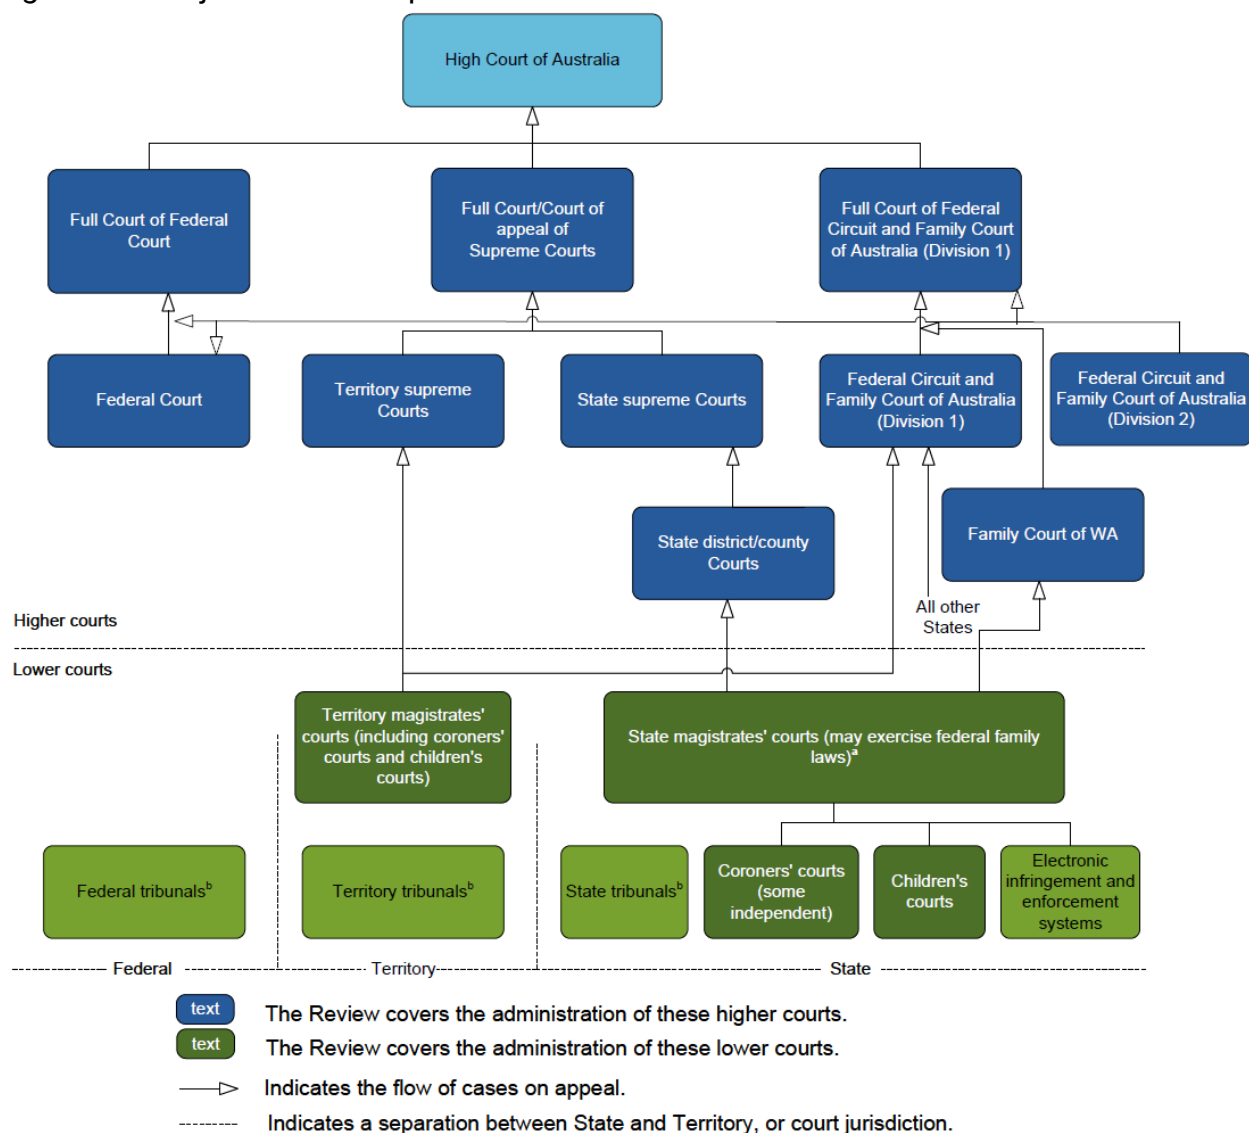 High Court of Australia
Full Court of Federal
Court
Full Court/Court of
appeal of
Supreme Courts
Full Court of Federal
Circuit and Family Court
of Australia (Division 1)
Federal Court
Territory supreme
Courts
State supreme Courts
Federal Circuit and
Family Court of Australia
(Division 1)
Federal Circuit and
Family Court of Australia
(Division 2)
State district/county
Courts
Family Court of WA
All other
States
Higher courts
Lower courts
Territory magistrates'
courts (including coroners'
courts and children's
courts)
State magistrates' courts (may exercise federal family
laws)a
Federal tribunalsb
Territory tribunalsb
State tribunalsb
Coroners' courts
(some
independent)
Children's
courts
Electronic
infringement and
enforcement
systems
Federal
Territory
State
text The Review covers the administration of these higher courts.
text The Review covers the administration of these lower courts.
Indicates the flow of cases on appeal.
Indicates a separation between State and Territory, or court jurisdiction.